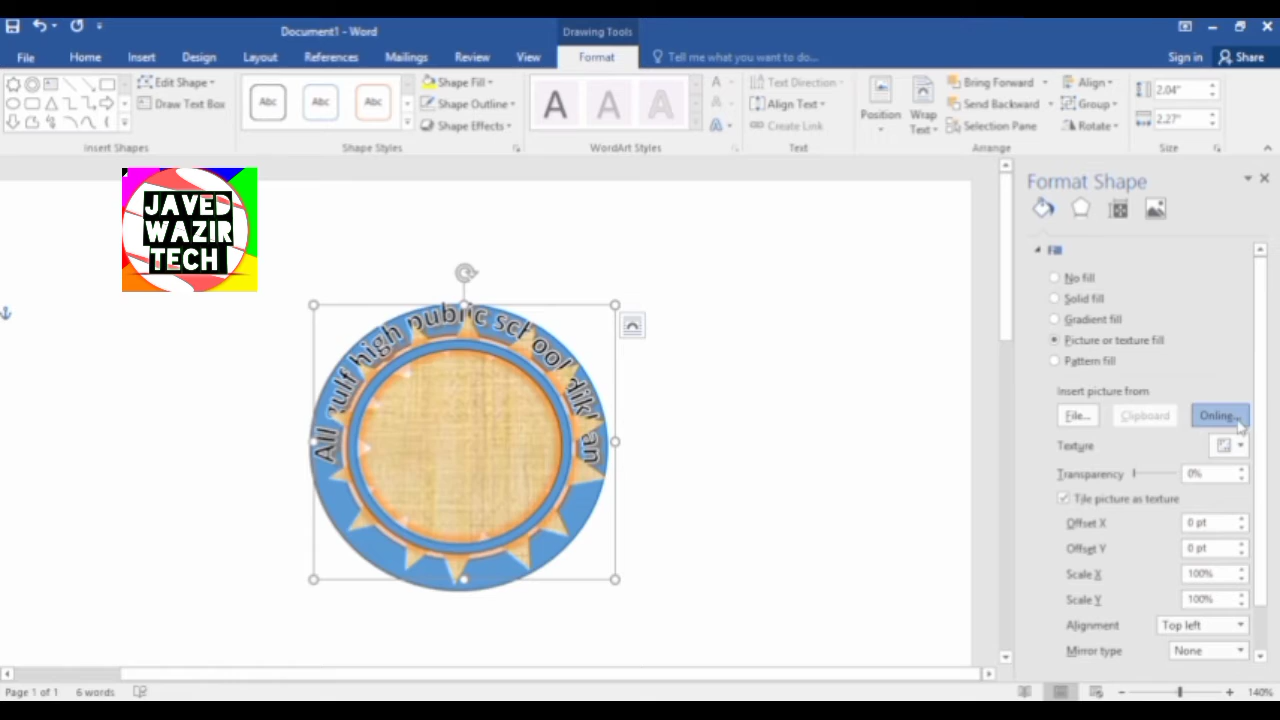 Document1 - Word
Drawing Tools
File Home Insert Design Layout References Mailings Review View Format Tell me what you want to do... Sign in Share
Edit Shape
Draw Text Box
Insert Shapes
Abc Abc Abc
Shape Fill
Shape Outline
Shape Effects
Shape Styles
A A A
WordArt Styles
Text Direction
Align Text
Create Link
Text
Position
Wrap
Text
Bring Forward
Send Backward
Selection Pane
Align
Group
Rotate
Arrange
2.04"
2.27"
Size
JAVED
WAZIR
TECH
high public school
Format Shape
Fill
No fill
Solid fill
Gradient fill
Picture or texture fill
Pattern fill
Insert picture from
File... Clipboard Online...
Texture
Transparency 0%
Tile picture as texture
Offset X 0 pt
Offset Y 0 pt
Scale X 100%
Scale Y 100%
Alignment Top left
Mirror type None
Page 1 of 1 6 words 140%